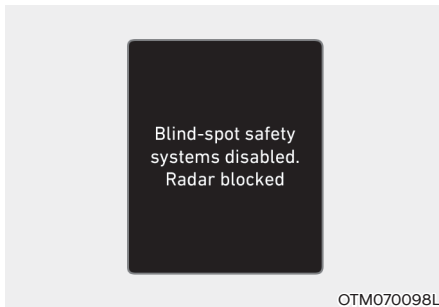 Blind-spot safety
systems disabled.
Radar blocked
OTM070098L